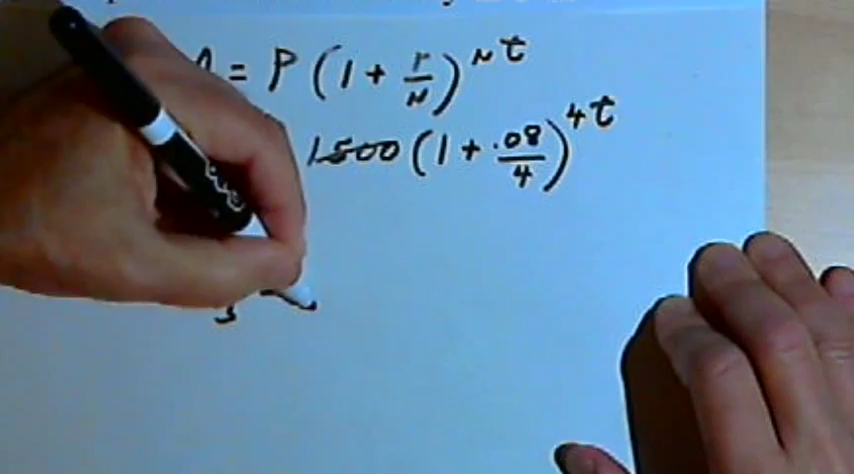 = P (1 + r/N)^Nt
1500 (1 + .08/4)^4t